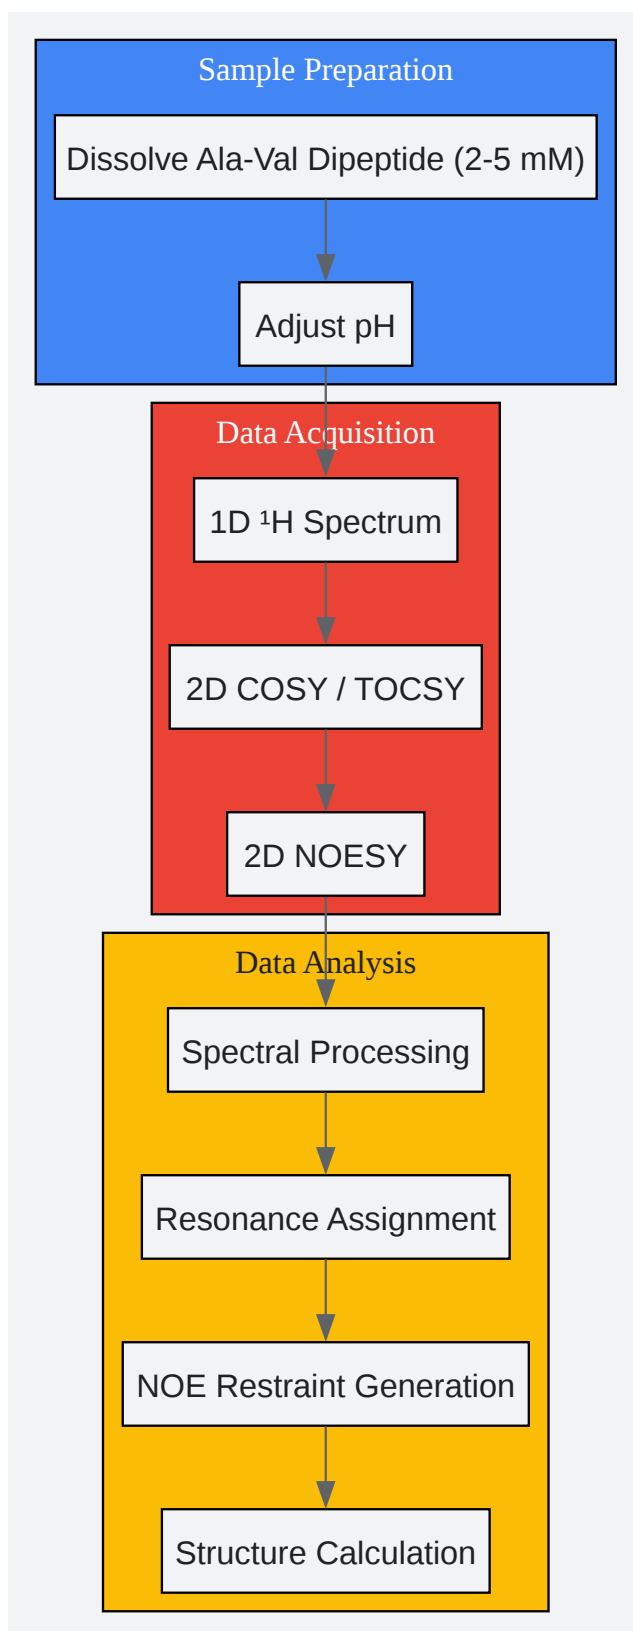 Sample Preparation
Dissolve Ala-Val Dipeptide (2-5 mM)
Adjust pH
Data Acquisition
1D ¹H Spectrum
2D COSY / TOCSY
2D NOESY
Data Analysis
Spectral Processing
Resonance Assignment
NOE Restraint Generation
Structure Calculation